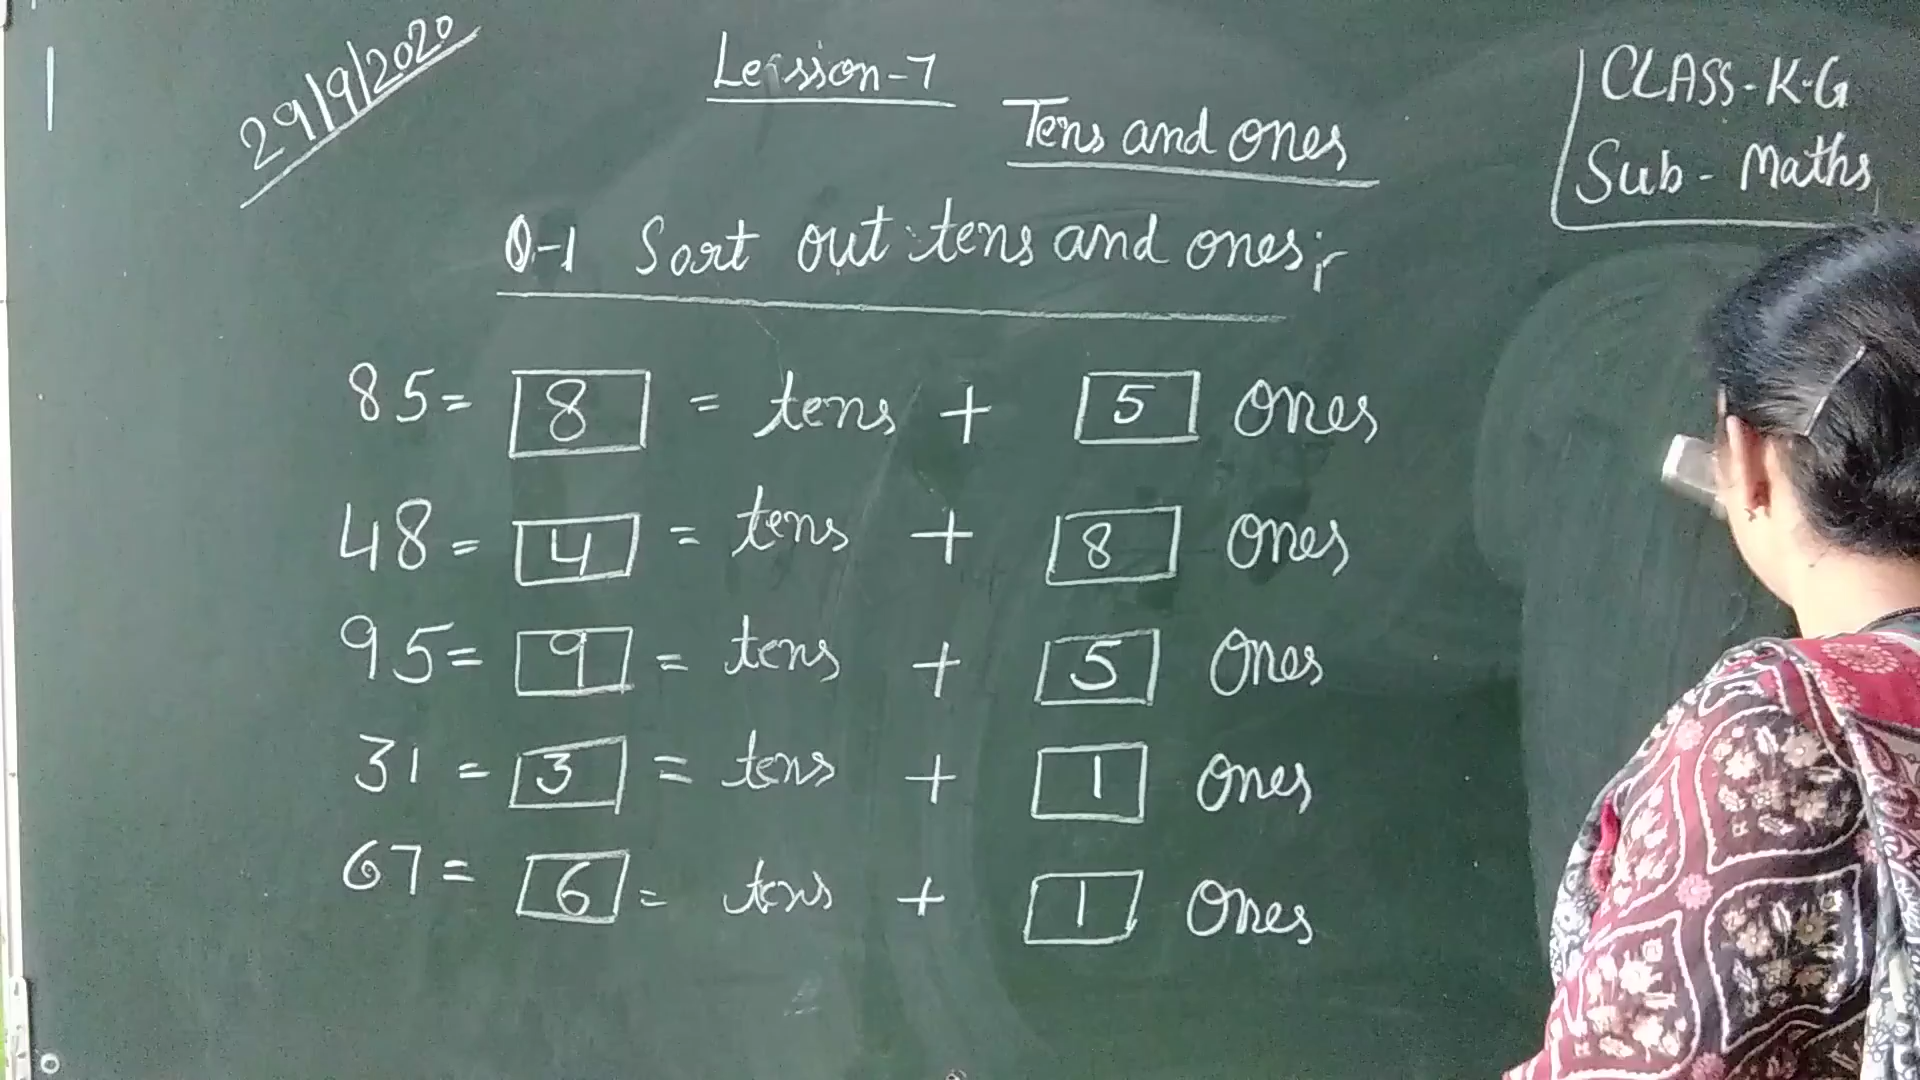 29/9/2020
Lesson-7
Tens and ones
CLASS-K-G
Sub- Maths
Q-1 Sort out tens and ones;-
85= 8 = tens + 5 ones
48= 4 = tens + 8 ones
95= 9 = tens + 5 ones
31 = 3 = tens + 1 ones
67= 6 = tens + 1 ones